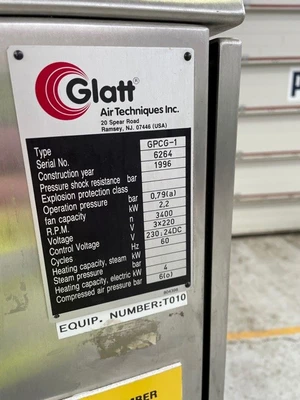 Glatt®
Air Techniques Inc.
20 Spear Road
Ramsey, NJ. 07446 (USA)
Type GPCG-1
Serial No. 6264
Construction year 1996
Pressure shock resistance bar
Explosion protection class
Operation pressure bar 0,79(a)
fan capacity kW 2,2
R.P.M. n 3400
Voltage V 3x220
Control Voltage V 230;24DC
Cycles Hz 60
Heating capacity, steam kW
Steam pressure bar 4
Heating capacity, electric kW 6(o)
Compressed air pressure bar
EQUIP. NUMBER:T010
MBER
P